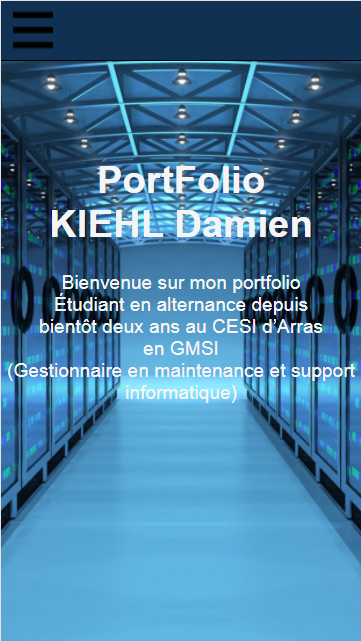 PortFolio
KIEHL Damien
Bienvenue sur mon portfolio
Étudiant en alternance depuis
bientôt deux ans au CESI d'Arras
en GMSI
(Gestionnaire en maintenance et support
informatique)